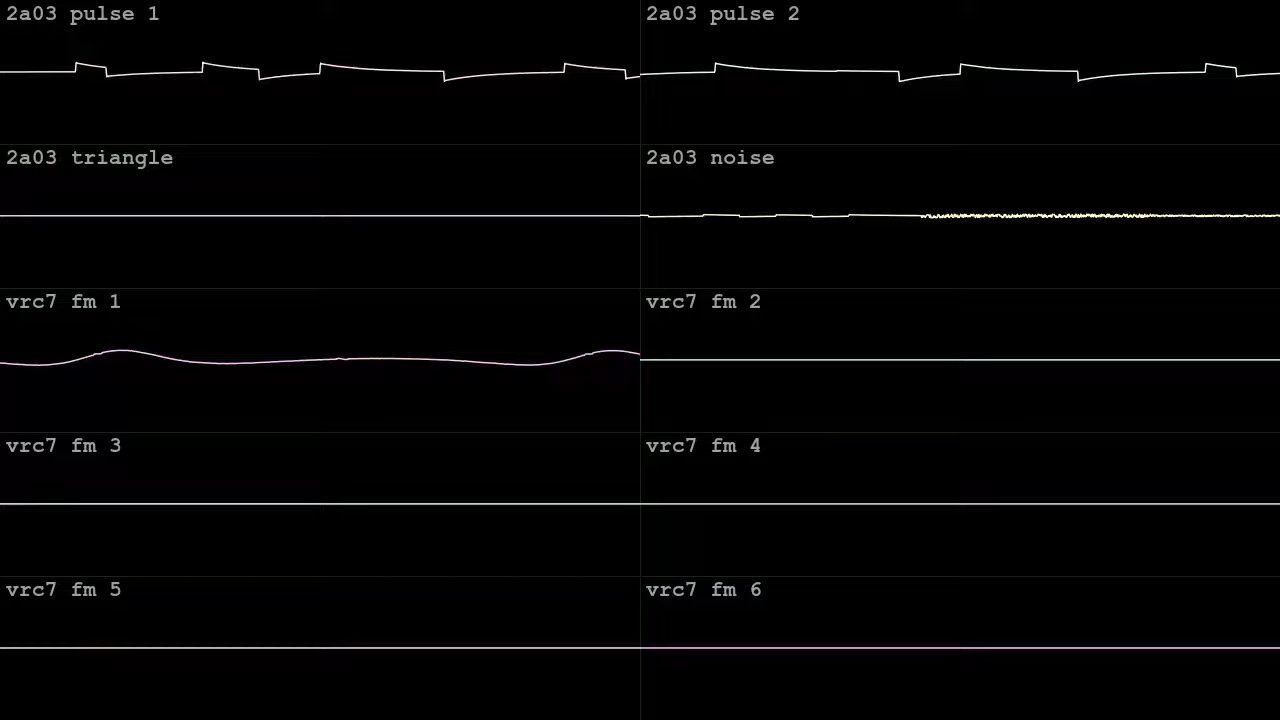 2a03 pulse 1
2a03 pulse 2
2a03 triangle
2a03 noise
vrc7 fm 1
vrc7 fm 2
vrc7 fm 3
vrc7 fm 4
vrc7 fm 5
vrc7 fm 6